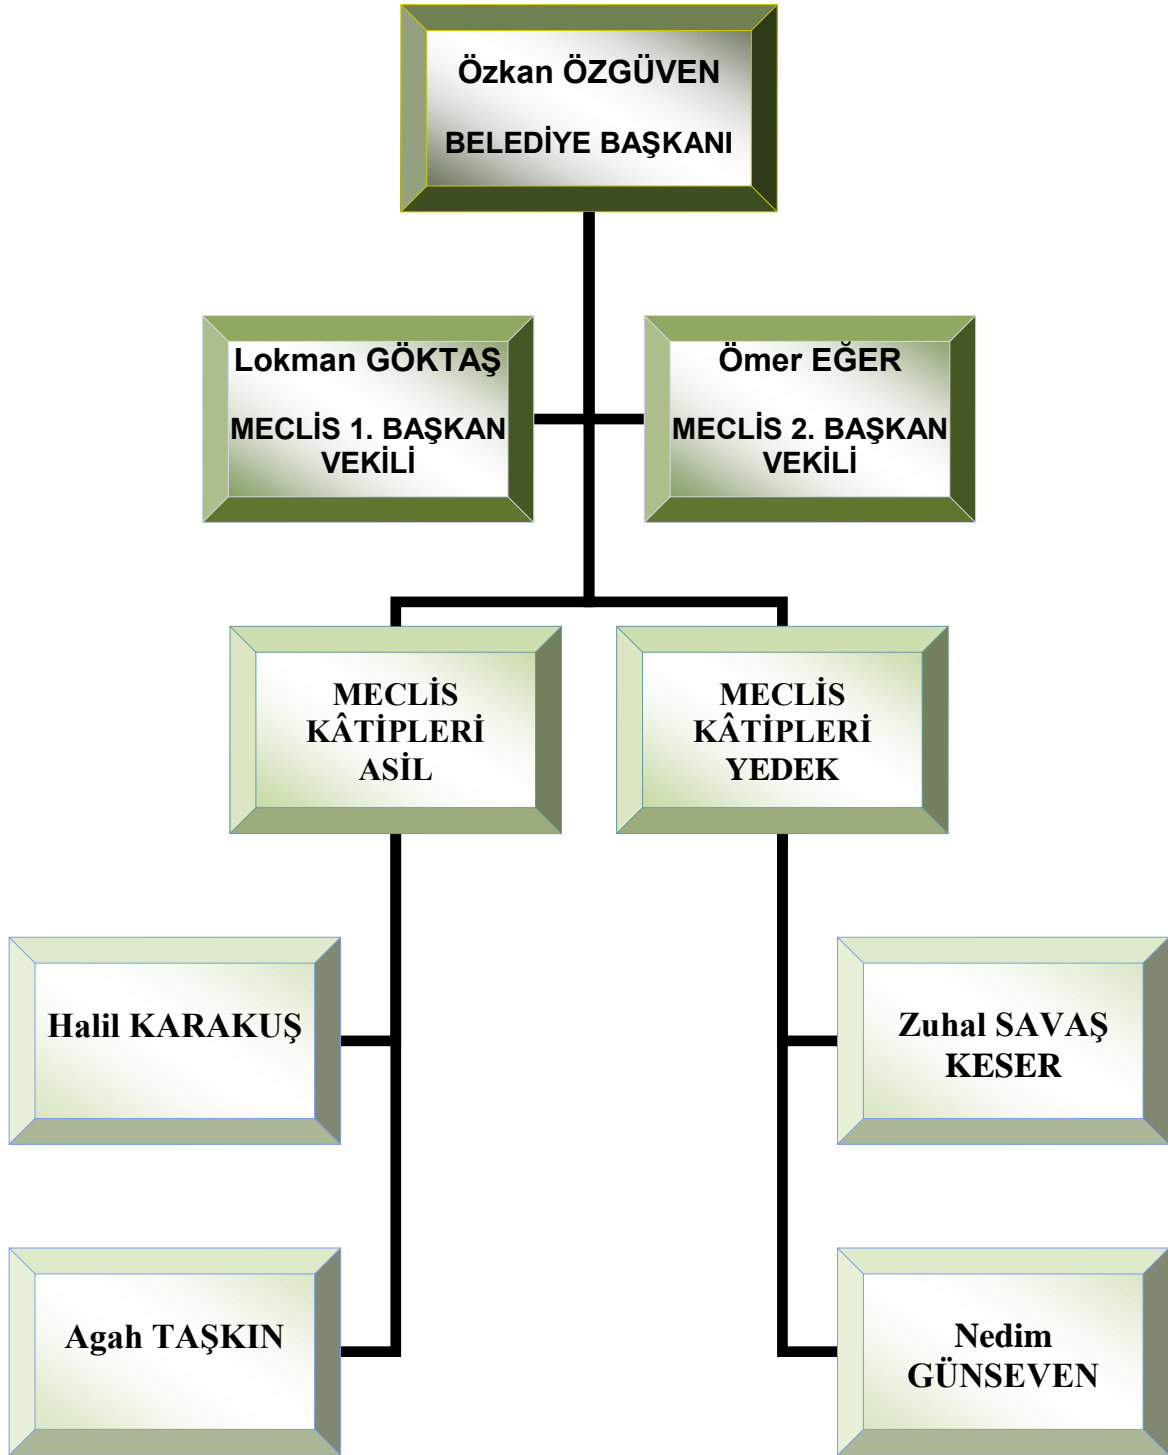 Özkan ÖZGÜVEN
BELEDİYE BAŞKANI
Lokman GÖKTAŞ
MECLİS 1. BAŞKAN
VEKİLİ
Ömer EĞER
MECLİS 2. BAŞKAN
VEKİLİ
MECLİS
KÂTİPLERİ
ASİL
MECLİS
KÂTİPLERİ
YEDEK
Halil KARAKUŞ
Zuhal SAVAŞ
KESER
Agah TAŞKIN
Nedim
GÜNSEVEN